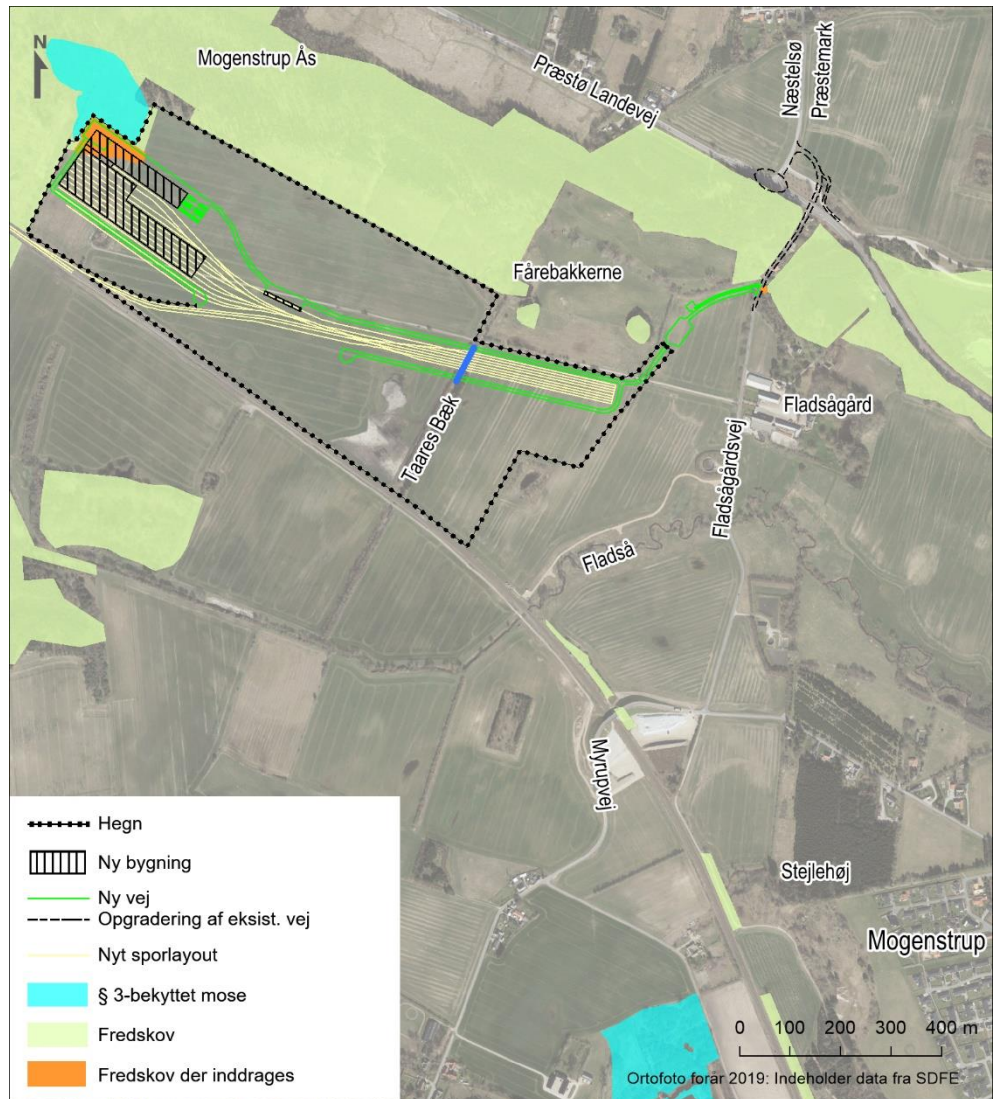 N
Mogenstrup Ås
Præstø Landevej
Næstelsø
Præstemark
Fårebakkerne
Taares Bæk
Fladsågård
Fladsågårdsvej
Fladså
Myrupvej
Stejlehøj
Mogenstrup
Hegn
Ny bygning
Ny vej
Opgradering af eksist. vej
Nyt sporlayout
§ 3-bekyttet mose
Fredskov
Fredskov der inddrages
0 100 200 300 400 m
Ortofoto forår 2019: Indeholder data fra SDFE